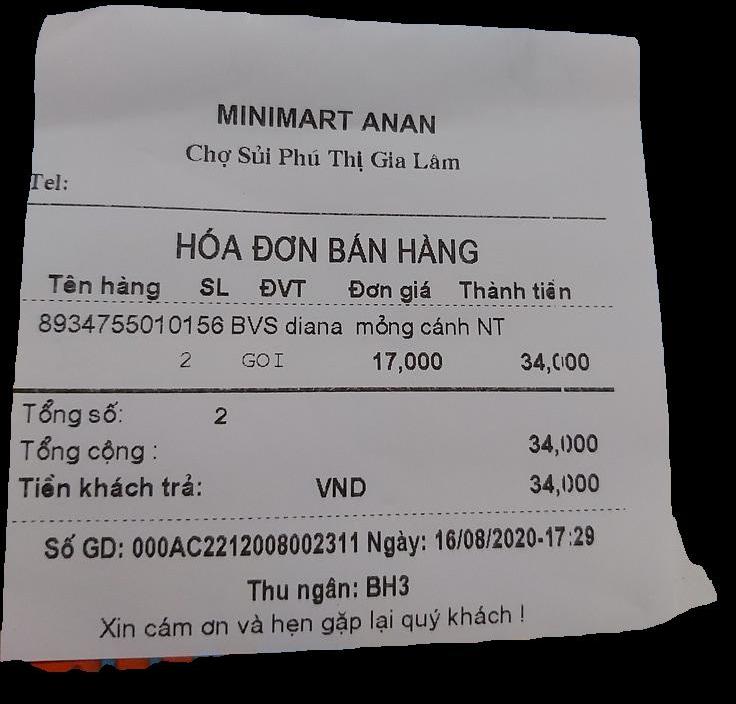 MINIMART ANAN
Chợ Sủi Phú Thị Gia Lâm
Tel:
HÓA ĐƠN BÁN HÀNG
Tên hàng SL ĐVT Đơn giá Thành tiền
8934755010156 BVS diana mỏng cánh NT
2 GOI 17,000 34,000
Tổng số: 2
Tổng cộng : 34,000
Tiền khách trả: VND 34,000
Số GD: 000AC2212008002311 Ngày: 16/08/2020-17:29
Thu ngân: BH3
Xin cám ơn và hẹn gặp lại quý khách !